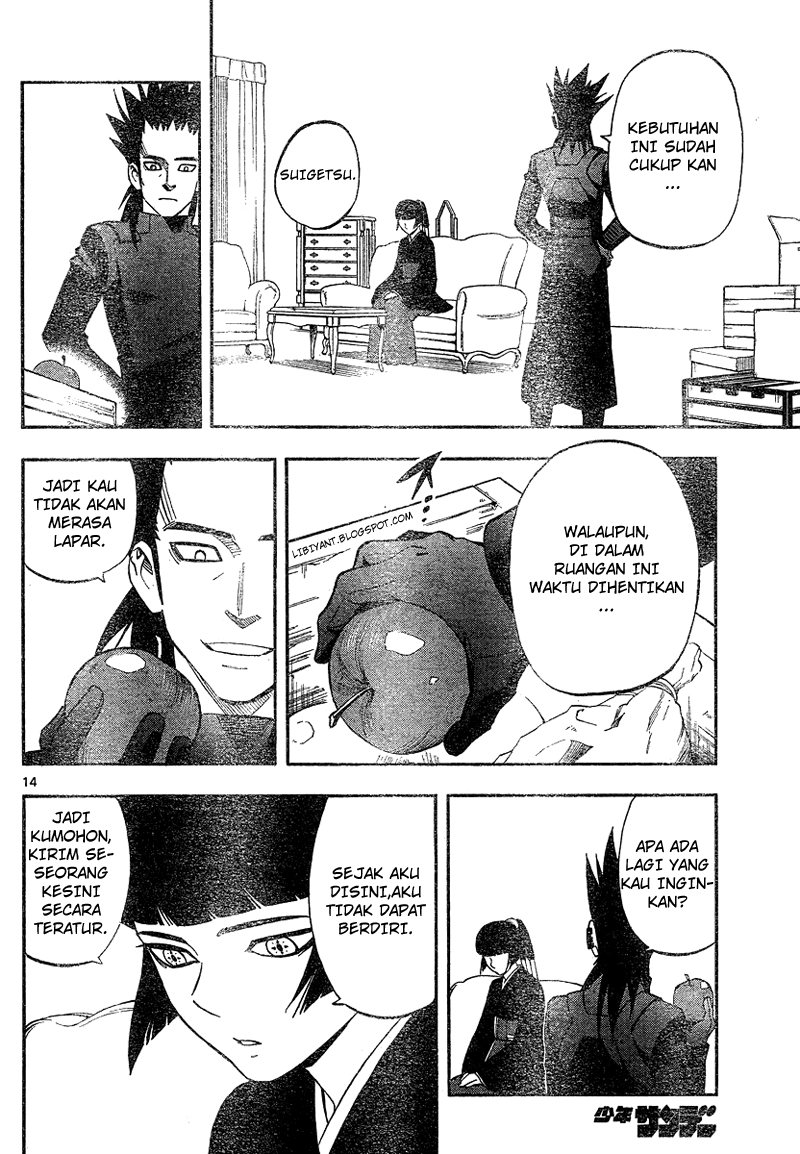 KEBUTUHAN
INI SUDAH
CUKUP KAN
...
SUIGETSU.
WALAUPUN,
DI DALAM
RUANGAN INI
WAKTU DIHENTIKAN
...
LIBIYANT.BLOGSPOT.COM
JADI KAU
TIDAK AKAN
MERASA
LAPAR.
14
APA ADA
LAGI YANG
KAU INGIN-
KAN?
SEJAK AKU
DISINI,AKU
TIDAK DAPAT
BERDIRI.
JADI
KUMOHON,
KIRIM SE-
SEORANG
KESINI
SECARA
TERATUR.
少年サンデー